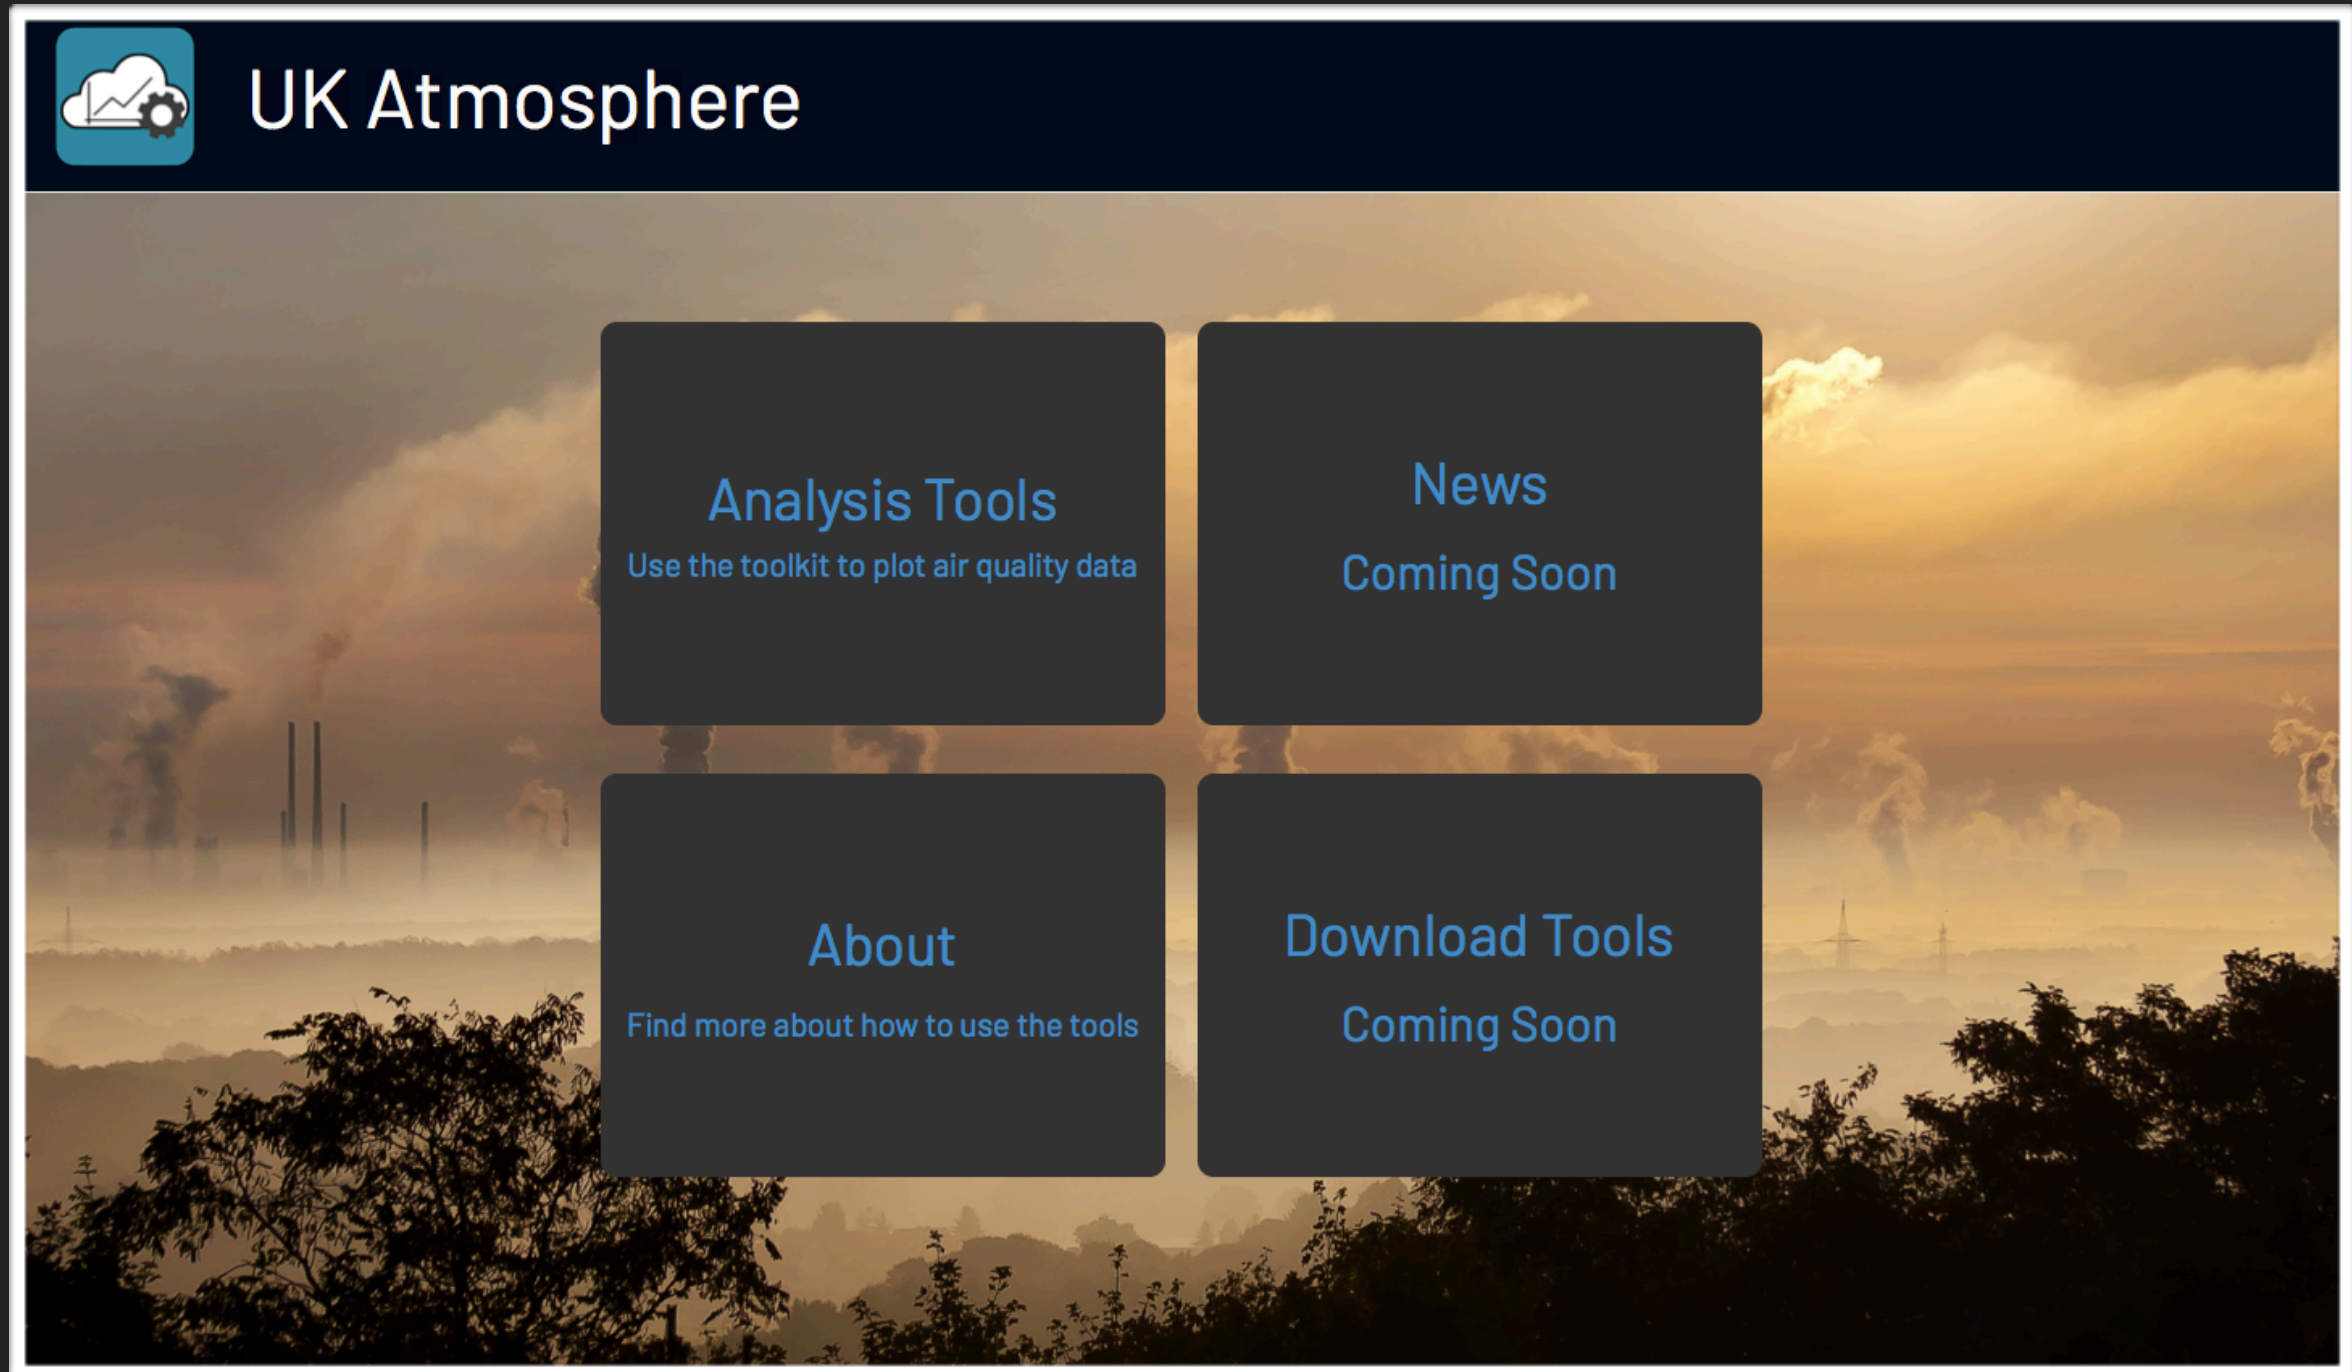 UK Atmosphere
Analysis Tools
Use the toolkit to plot air quality data
News
Coming Soon
About
Find more about how to use the tools
Download Tools
Coming Soon